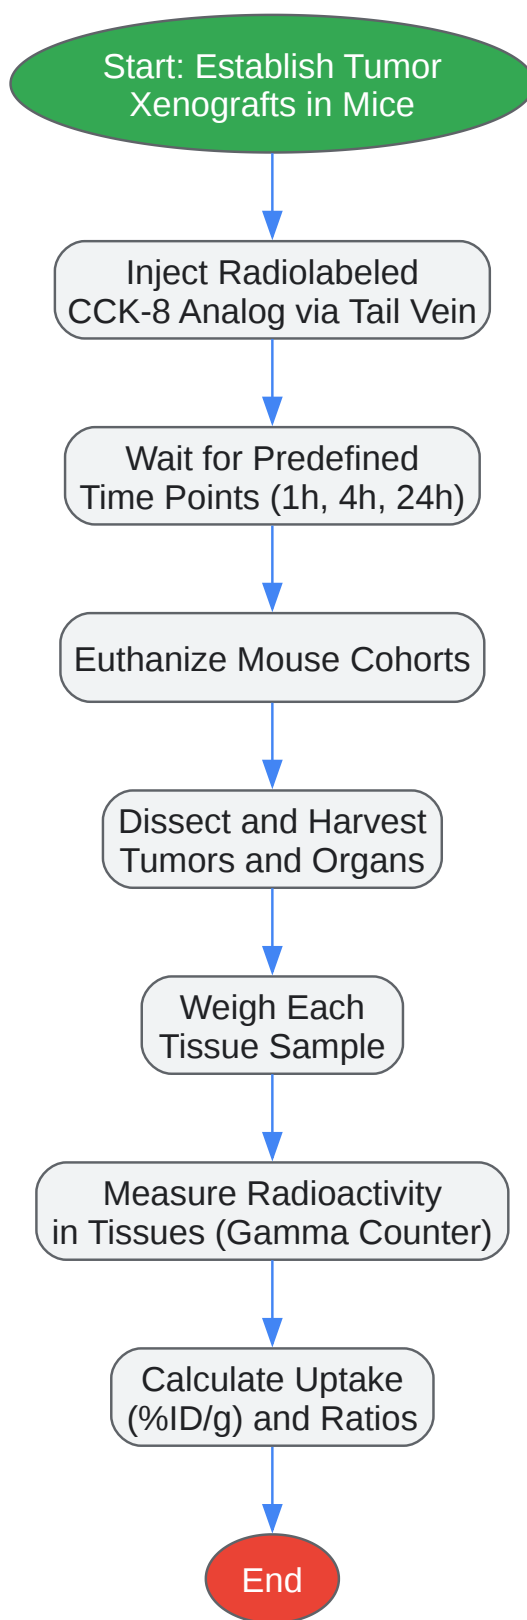 Start: Establish Tumor
Xenografts in Mice
Inject Radiolabeled
CCK-8 Analog via Tail Vein
Wait for Predefined
Time Points (1h, 4h, 24h)
Euthanize Mouse Cohorts
Dissect and Harvest
Tumors and Organs
Weigh Each
Tissue Sample
Measure Radioactivity
in Tissues (Gamma Counter)
Calculate Uptake
(%ID/g) and Ratios
End